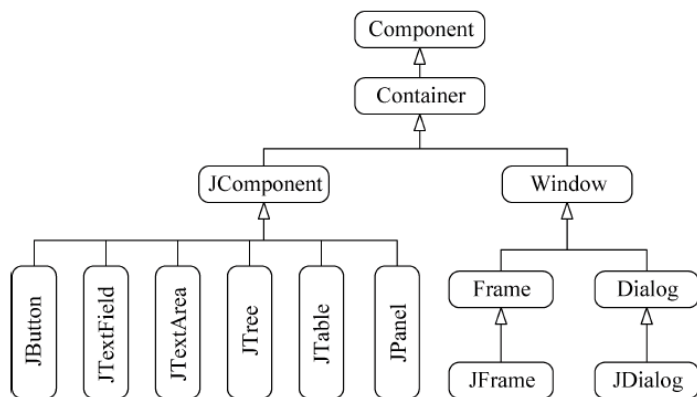 Component
Container
JComponent
Window
JButton
JTextField
JTextArea
JTree
JTable
JPanel
Frame
Dialog
JFrame
JDialog